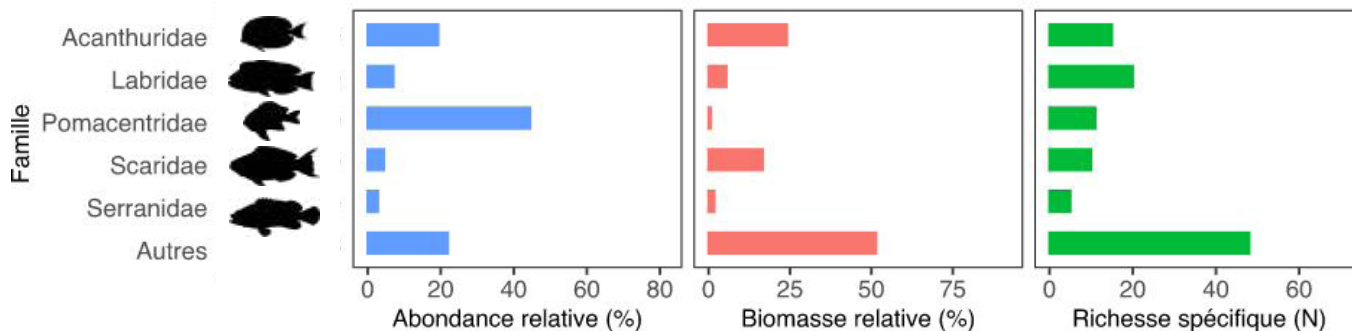 Famille
Acanthuridae
Labridae
Pomacentridae
Scaridae
Serranidae
Autres
0 20 40 60 80
Abondance relative (%)
0 25 50 75
Biomasse relative (%)
0 20 40 60
Richesse spécifique (N)